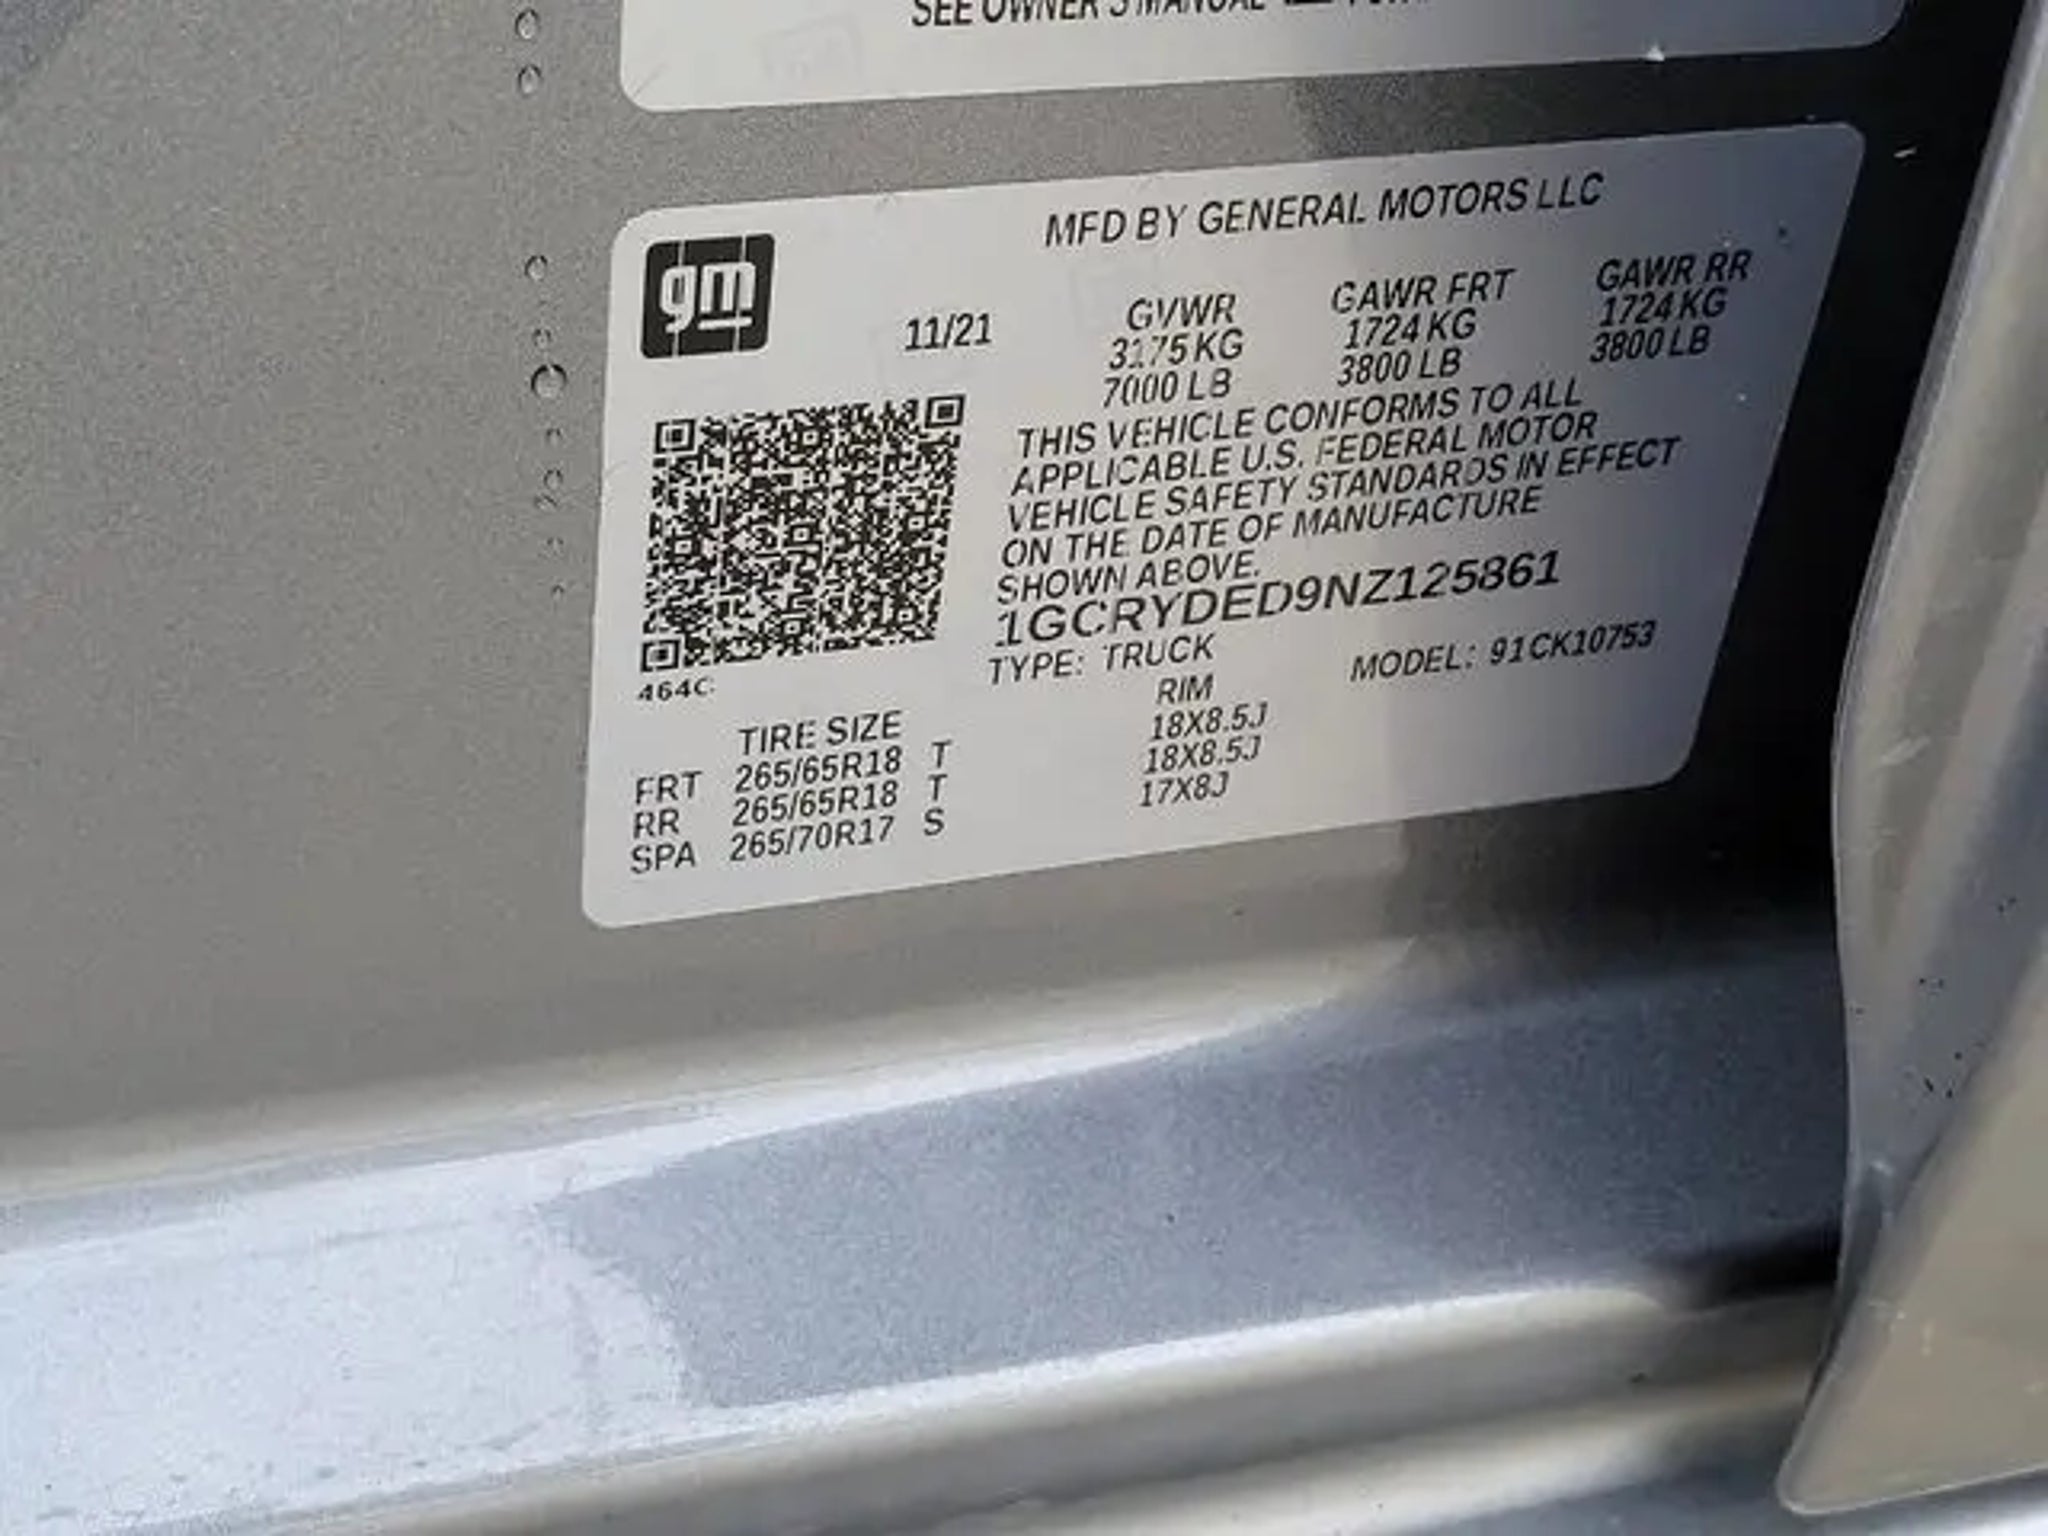 SEE OWNER'S MANUAL
MFD BY GENERAL MOTORS LLC
gm
11/21 GVWR GAWR FRT GAWR RR
3175 KG 1724 KG 1724 KG
7000 LB 3800 LB 3800 LB
THIS VEHICLE CONFORMS TO ALL
APPLICABLE U.S. FEDERAL MOTOR
VEHICLE SAFETY STANDARDS IN EFFECT
ON THE DATE OF MANUFACTURE
SHOWN ABOVE.
1GCRYDED9NZ125861
TYPE: TRUCK MODEL: 91CK10753
464C
TIRE SIZE RIM
FRT 265/65R18 T 18X8.5J
RR 265/65R18 T 18X8.5J
SPA 265/70R17 S 17X8J